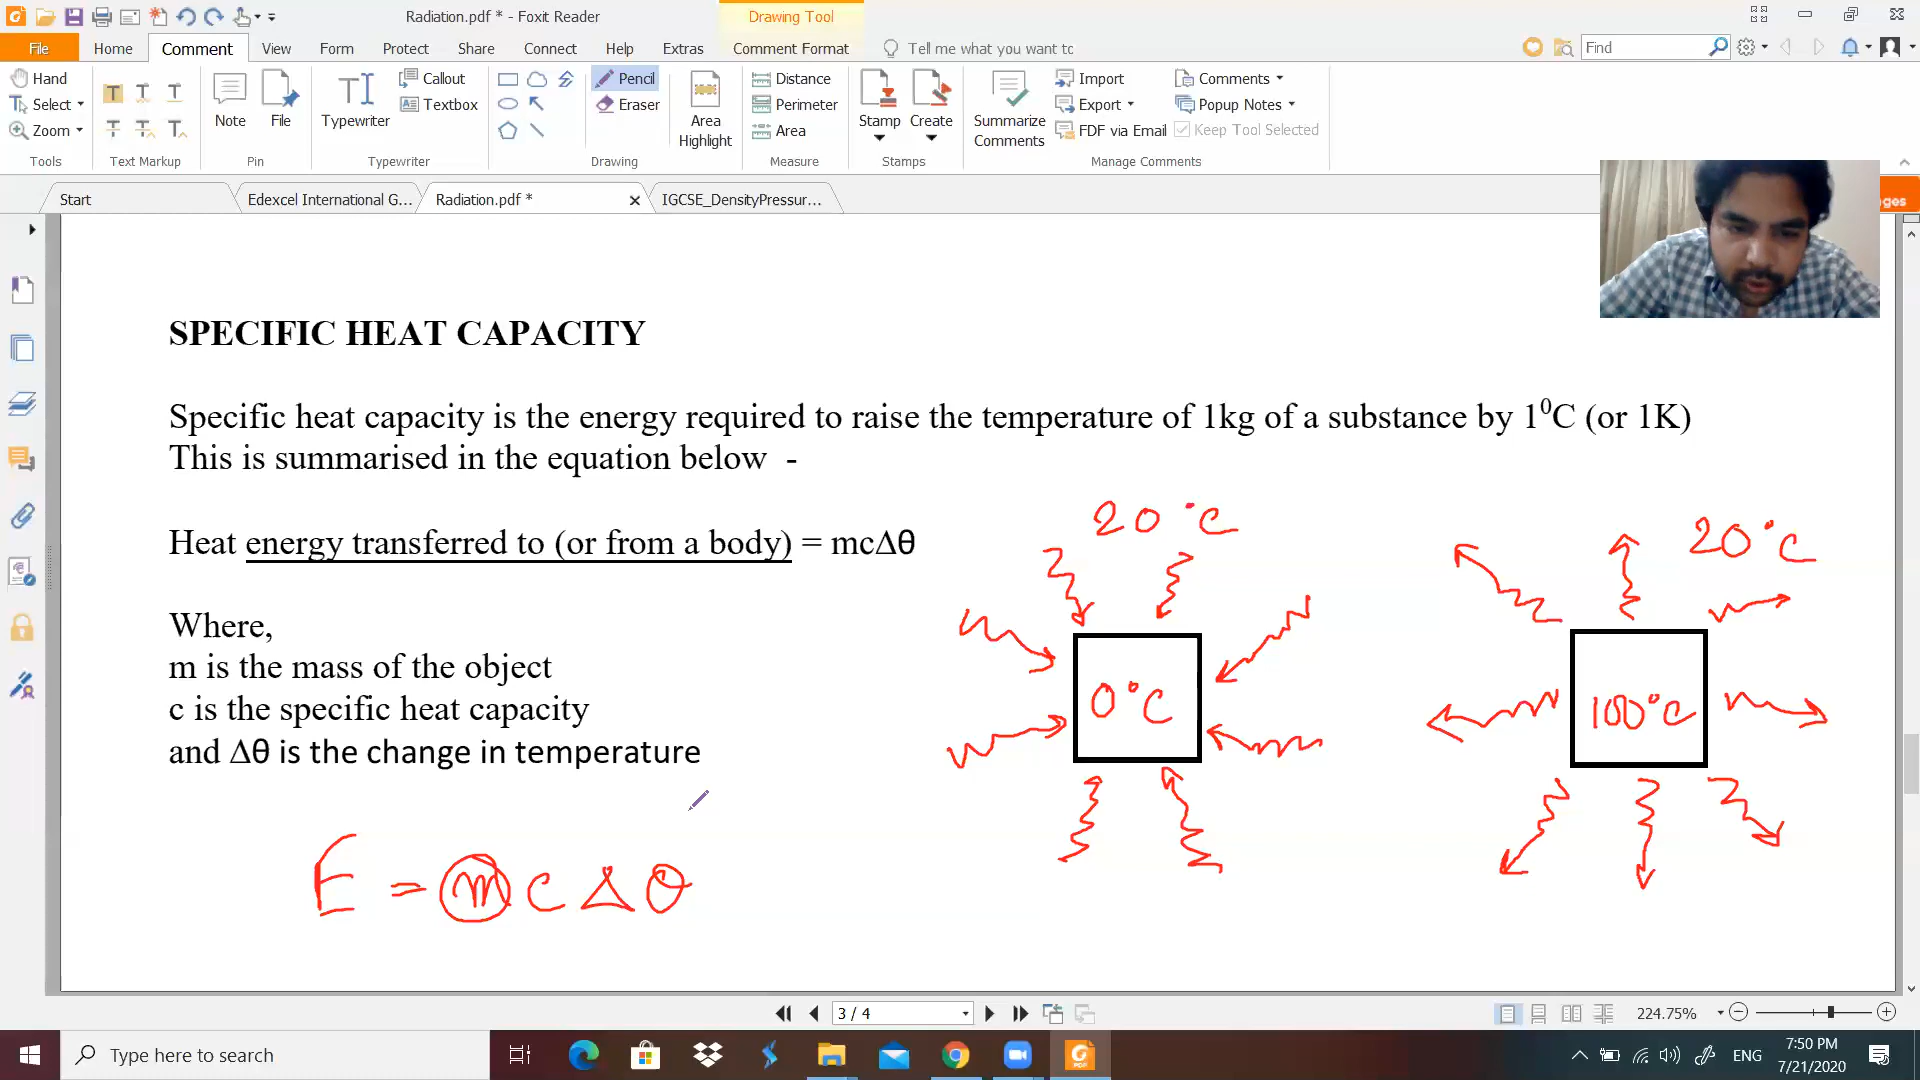 Radiation.pdf * - Foxit Reader
Drawing Tool
File Home Comment View Form Protect Share Connect Help Extras Comment Format Tell me what you want to
Find
Hand
Select
Zoom
Tools
Text Markup
Note
File
Pin
Typewriter
Callout
Textbox
Typewriter
Pencil
Eraser
Drawing
Area
Highlight
Distance
Perimeter
Area
Measure
Stamp
Create
Stamps
Summarize
Comments
Import
Export
FDF via Email
Comments
Popup Notes
Keep Tool Selected
Manage Comments
Start
Edexcel International G...
Radiation.pdf *
IGCSE_DensityPressur...
ges
SPECIFIC HEAT CAPACITY
Specific heat capacity is the energy required to raise the temperature of 1kg of a substance by 1⁰C (or 1K)
This is summarised in the equation below -
Heat energy transferred to (or from a body) = mcΔθ
Where,
m is the mass of the object
c is the specific heat capacity
and Δθ is the change in temperature
E = m c Δ θ
20 °C
0°C
20°C
100°C
3 / 4
224.75%
Type here to search
ENG
7:50 PM
7/21/2020